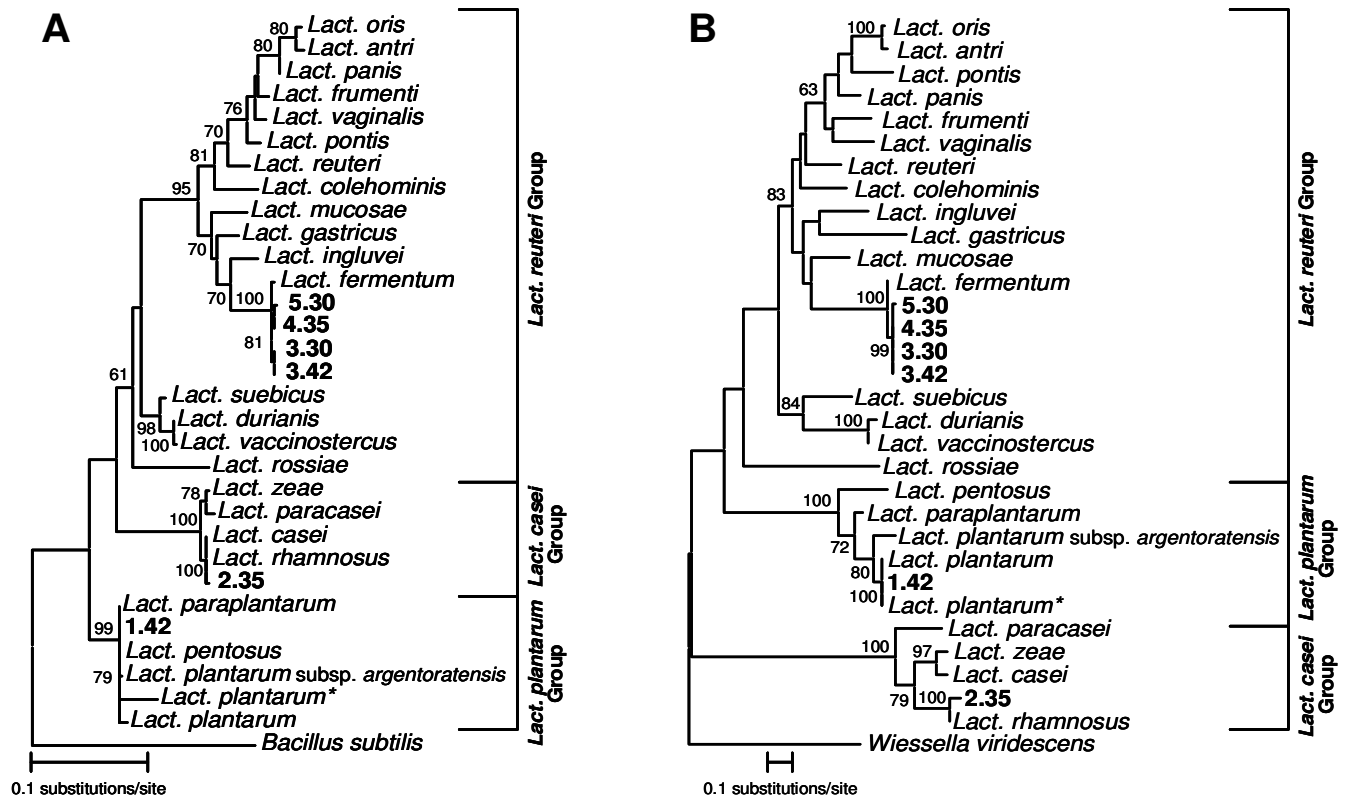 A
80
Lact. oris
80
Lact. antri
Lact. panis
Lact. frumenti
76
Lact. vaginalis
70
Lact. pontis
81
Lact. reuteri
95
Lact. colehominis
Lact. mucosae
70
Lact. gastricus
Lact. ingluvei
Lact. fermentum
70
100
5.30
4.35
81
3.30
3.42
61
Lact. suebicus
98
Lact. durianis
100
Lact. vaccinostercus
Lact. rossiae
78
Lact. zeae
Lact. paracasei
100
Lact. casei
Lact. rhamnosus
100
2.35
Lact. paraplantarum
99
1.42
Lact. pentosus
79
Lact. plantarum subsp. argentoratensis
Lact. plantarum*
Lact. plantarum
Bacillus subtilis
0.1 substitutions/site
Lact. reuteri Group
Lact. casei
Group
Lact. plantarum
Group
B
100
Lact. oris
Lact. antri
Lact. pontis
63
Lact. panis
Lact. frumenti
Lact. vaginalis
Lact. reuteri
83
Lact. colehominis
Lact. ingluvei
Lact. gastricus
Lact. mucosae
Lact. fermentum
100
5.30
4.35
99
3.30
3.42
84
Lact. suebicus
100
Lact. durianis
Lact. vaccinostercus
Lact. rossiae
100
Lact. pentosus
Lact. paraplantarum
72
Lact. plantarum subsp. argentoratensis
Lact. plantarum
80
1.42
100
Lact. plantarum*
Lact. paracasei
100
97
Lact. zeae
Lact. casei
79
100
2.35
Lact. rhamnosus
Wiessella viridescens
0.1 substitutions/site
Lact. reuteri Group
Lact. plantarum
Group
Lact. casei
Group